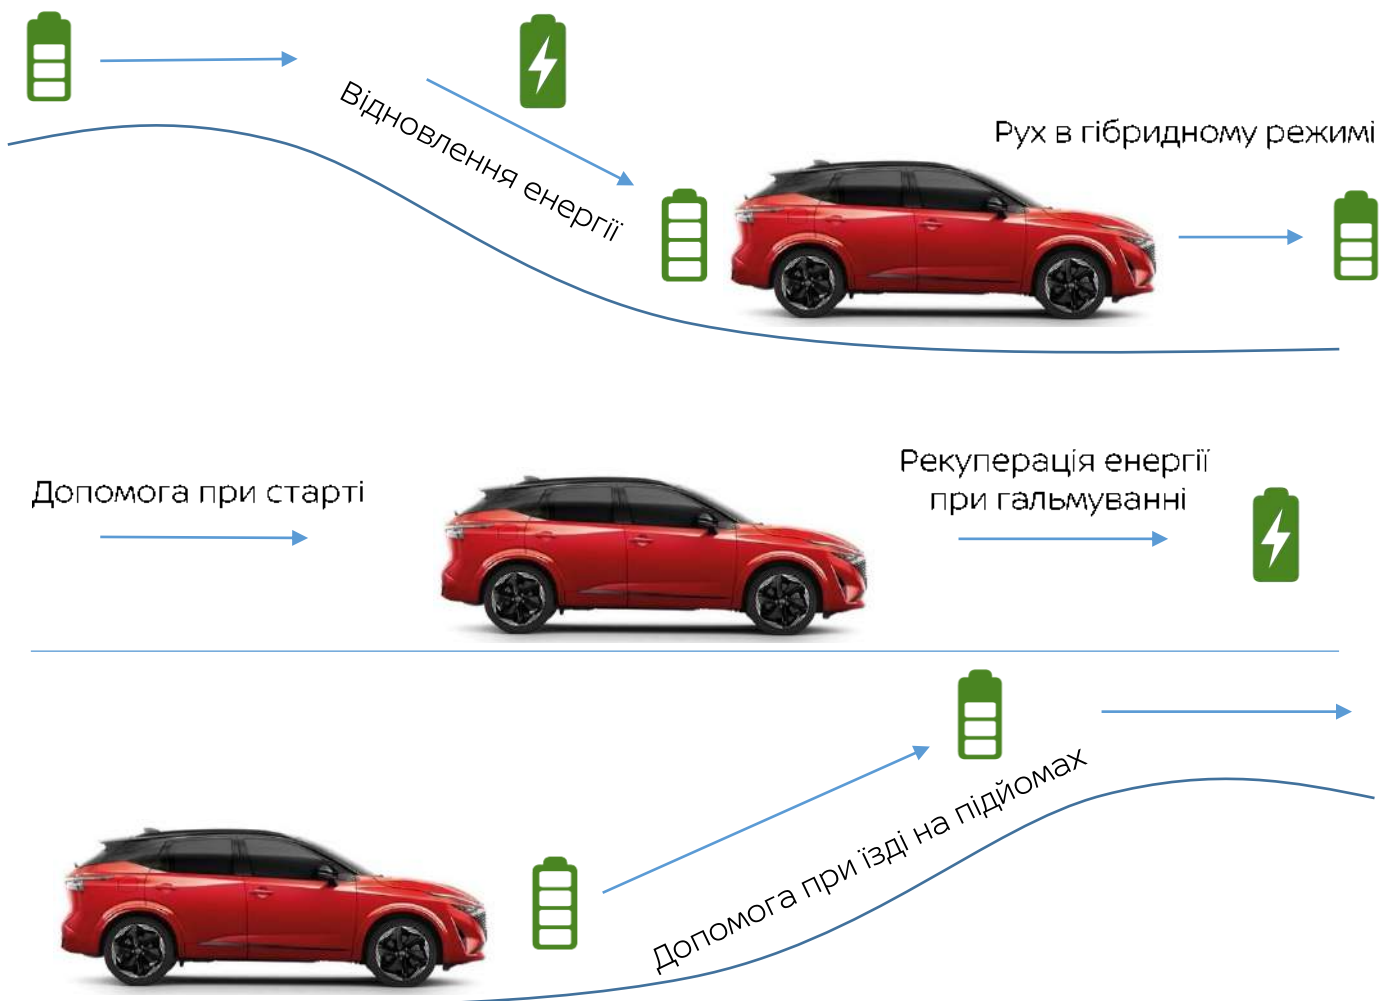 Відновлення енергії
Рух в гібридному режимі
Допомога при старті
Рекуперація енергії
при гальмуванні
Допомога при їзді на підйомах